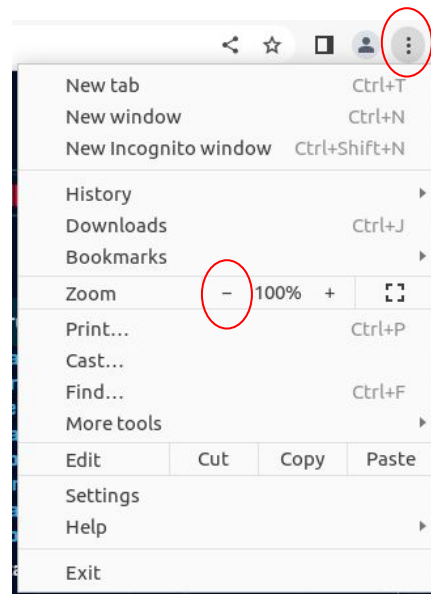 New tab Ctrl+T
New window Ctrl+N
New Incognito window Ctrl+Shift+N
History
Downloads Ctrl+J
Bookmarks
Zoom − 100% +
Print... Ctrl+P
Cast...
Find... Ctrl+F
More tools
Edit Cut Copy Paste
Settings
Help
Exit